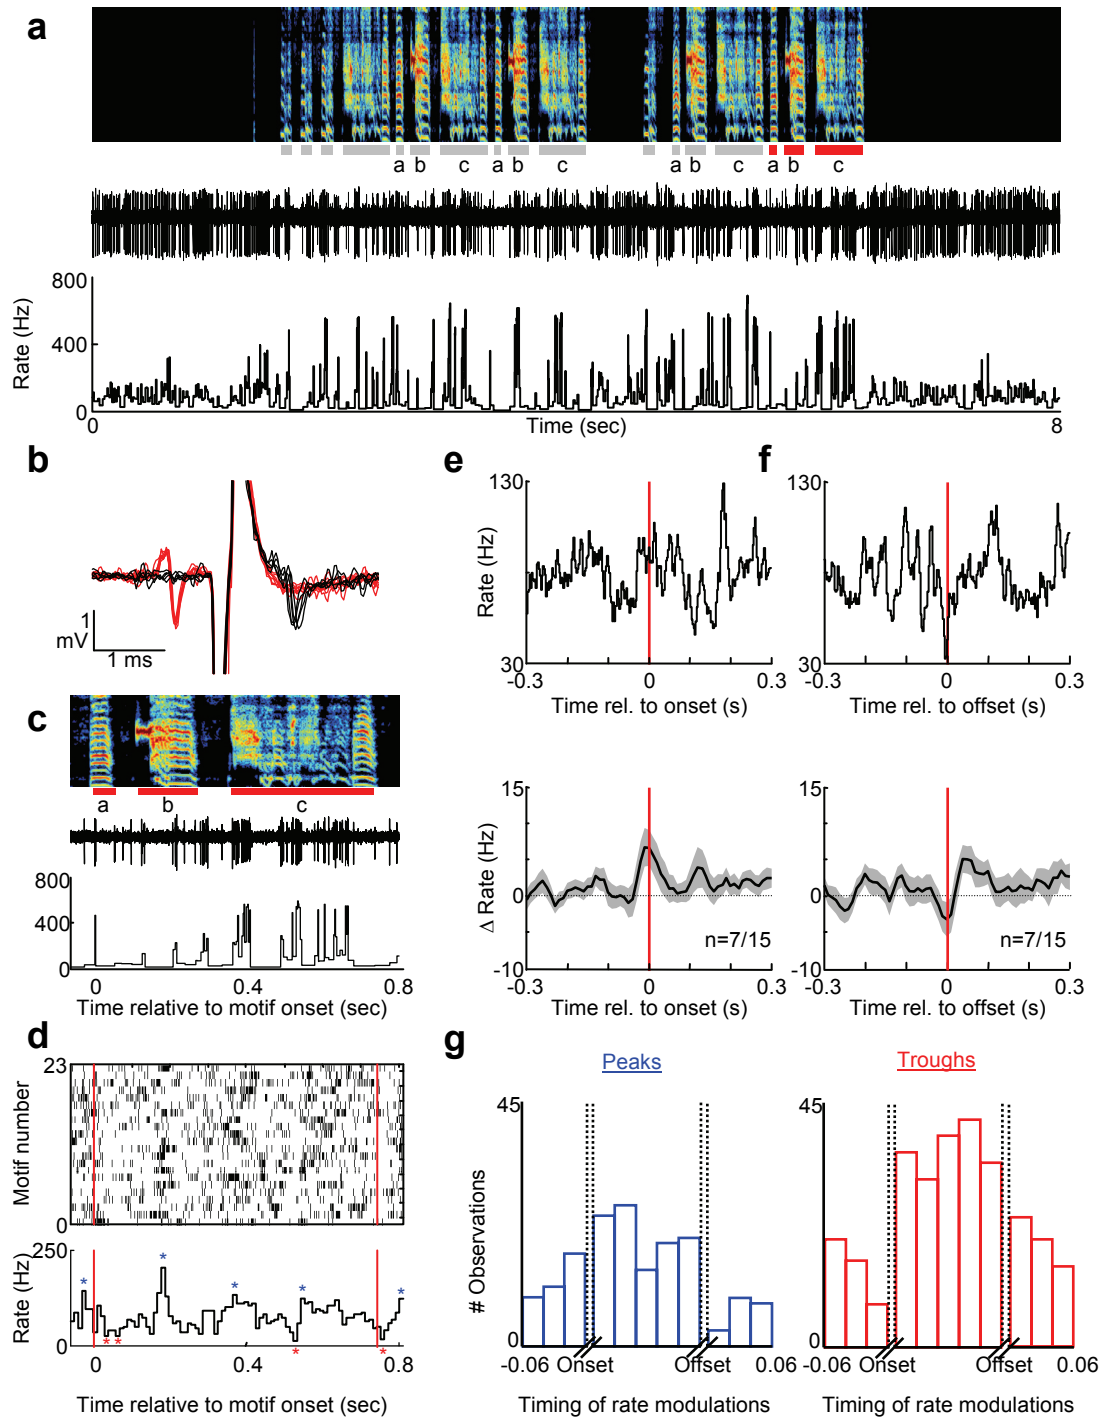 a
a b c a b c a b c a b c
800
400
0
Rate (Hz)
0 Time (sec) 8
b
1
mV
1 ms
c
a b c
800
400
0
0 0.4 0.8
Time relative to motif onset (sec)
d
23
0
Motif number
250
0
Rate (Hz)
* * * * *
* * * *
0 0.4 0.8
Time relative to motif onset (sec)
e
130
30
Rate (Hz)
-0.3 0 0.3
Time rel. to onset (s)
15
0
-10
Δ Rate (Hz)
n=7/15
-0.3 0 0.3
Time rel. to onset (s)
f
130
30
-0.3 0 0.3
Time rel. to offset (s)
15
0
-10
n=7/15
-0.3 0 0.3
Time rel. to offset (s)
g
Peaks
45
0
# Observations
-0.06 Onset Offset 0.06
Timing of rate modulations
Troughs
45
0
-0.06 Onset Offset 0.06
Timing of rate modulations